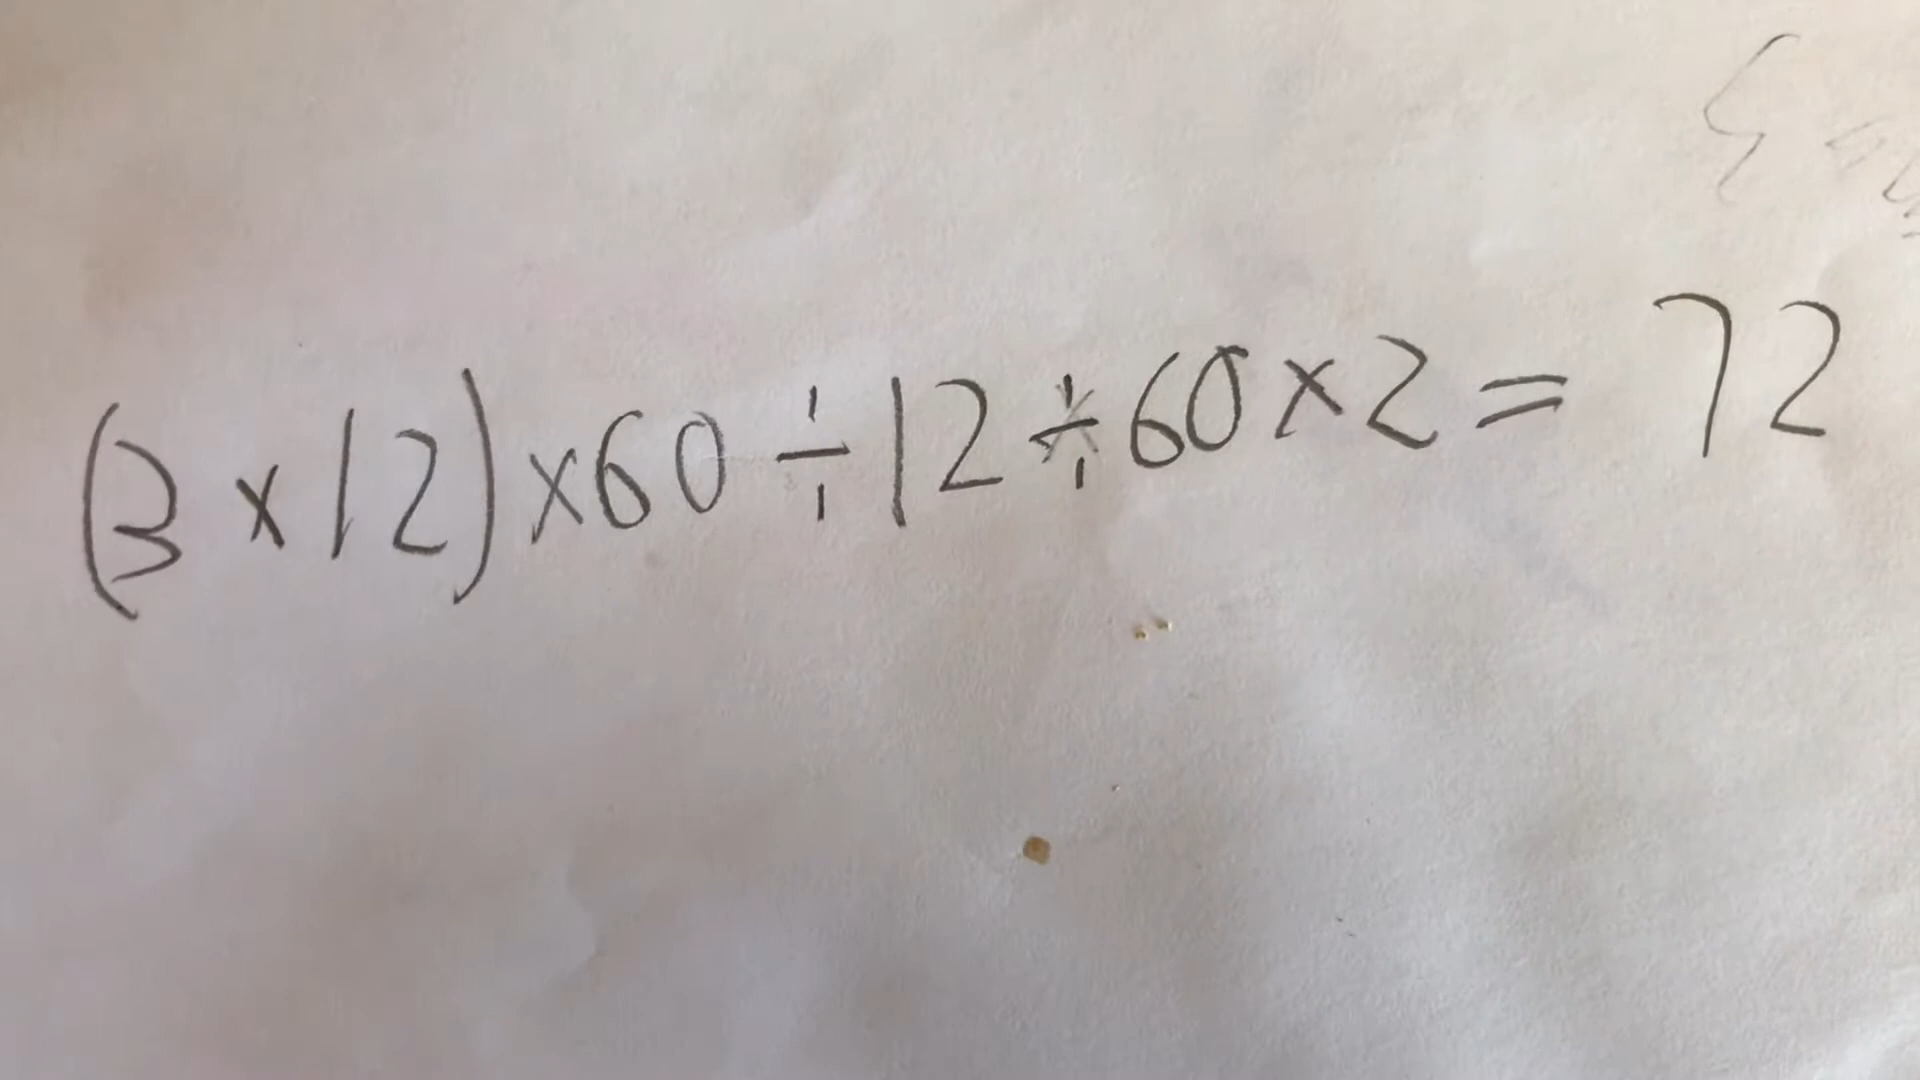 (3 × 12) × 60 ÷ 12 ÷ 60 × 2 = 72